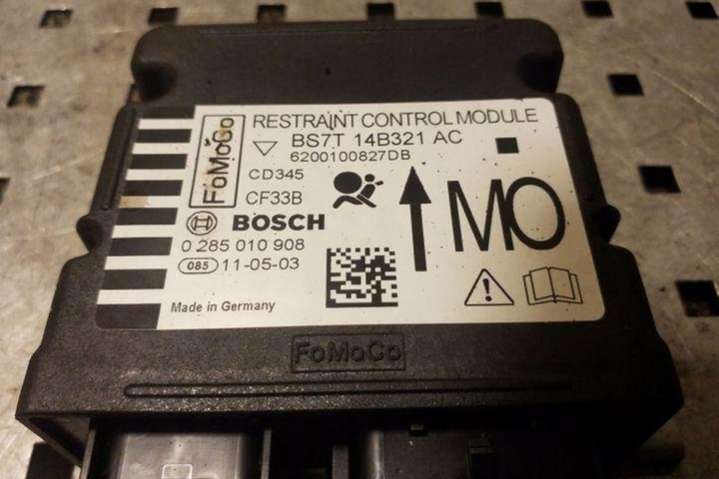 FoMoCo
RESTRAINT CONTROL MODULE
BS7T 14B321 AC
6200100827DB
CD345
CF33B
BOSCH
0 285 010 908
085 11-05-03
Made in Germany
MO
FoMoCo